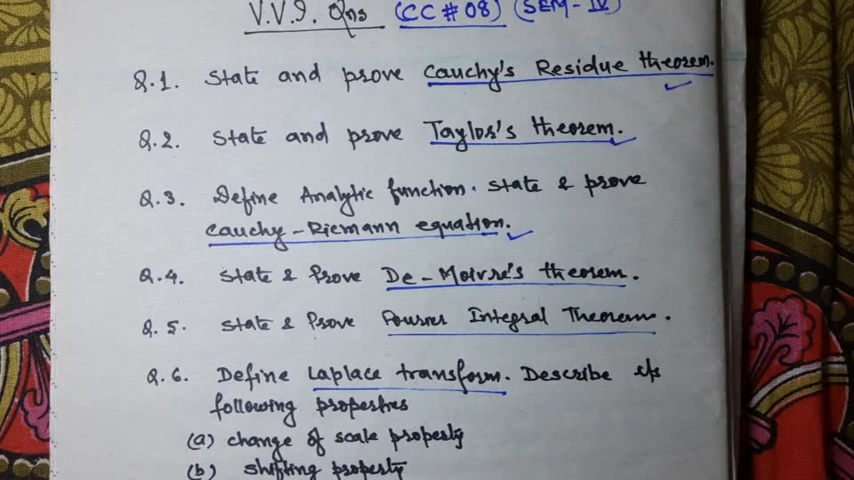 V.V.I. Qns (CC # 08) (SEM - IV)
Q.1. State and prove Cauchy's Residue theorem.
Q.2. State and prove Taylor's theorem.
Q.3. Define Analytic function. State & prove
Cauchy - Riemann equation.
Q.4. State & Prove De - Moivre's theorem.
Q.5. State & Prove Fourier Integral Theorem.
Q.6. Define Laplace transform. Describe its
following properties
(a) change of scale property
(b) shifting property